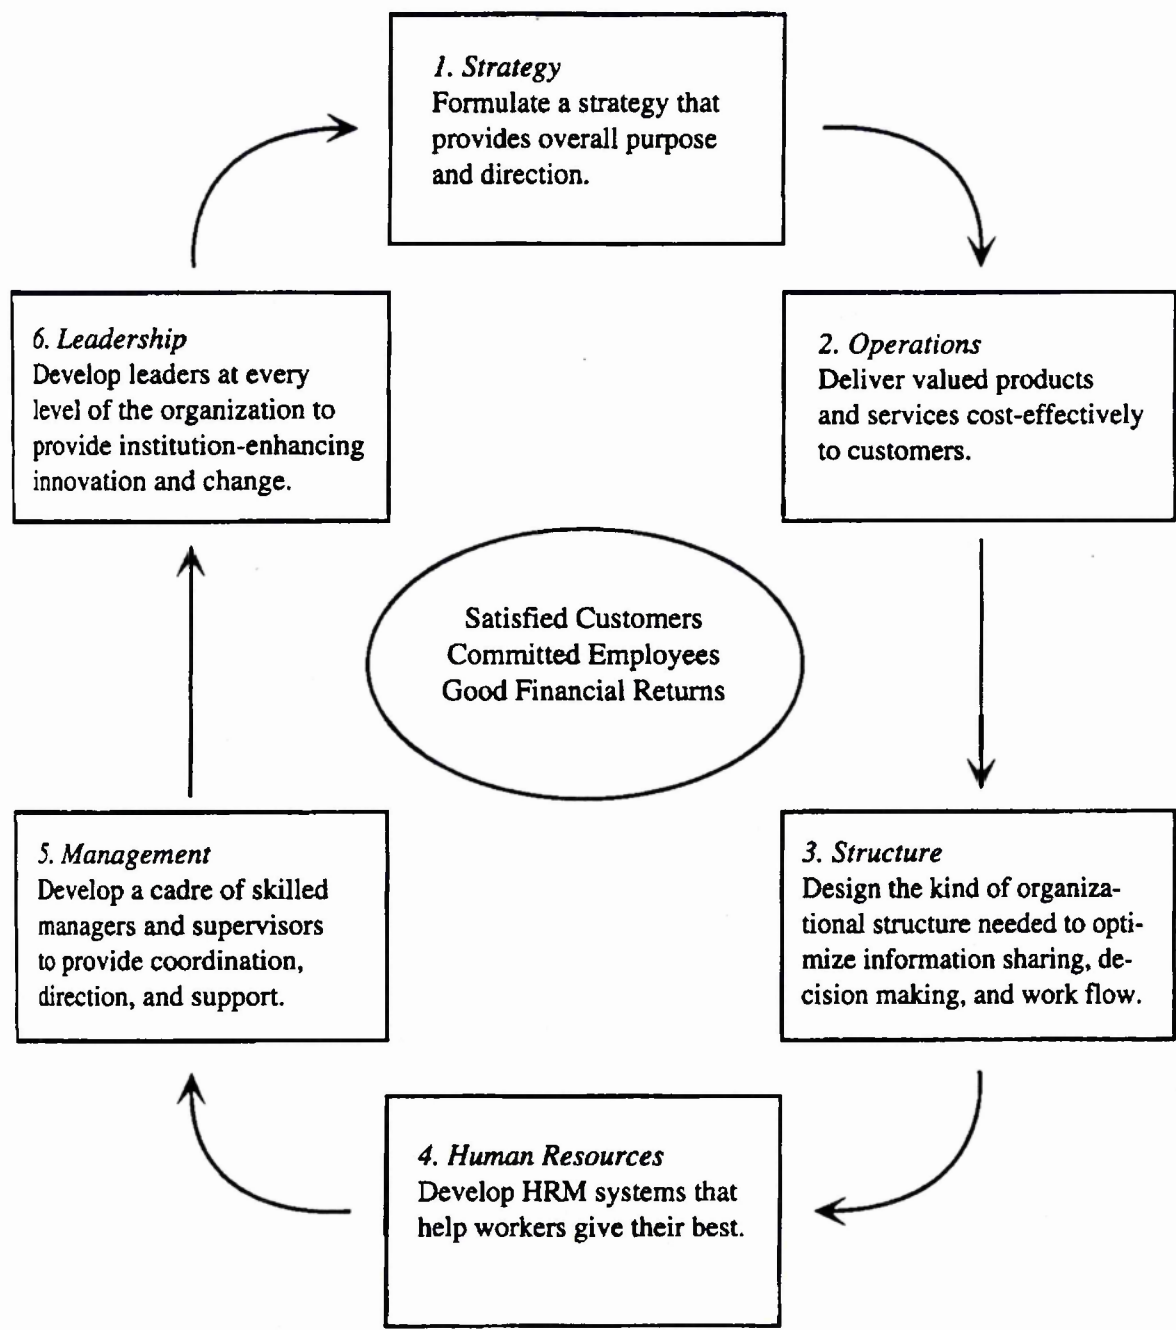 1. Strategy
Formulate a strategy that
provides overall purpose
and direction.
2. Operations
Deliver valued products
and services cost-effectively
to customers.
3. Structure
Design the kind of organiza-
tional structure needed to opti-
mize information sharing, de-
cision making, and work flow.
4. Human Resources
Develop HRM systems that
help workers give their best.
5. Management
Develop a cadre of skilled
managers and supervisors
to provide coordination,
direction, and support.
6. Leadership
Develop leaders at every
level of the organization to
provide institution-enhancing
innovation and change.
Satisfied Customers
Committed Employees
Good Financial Returns